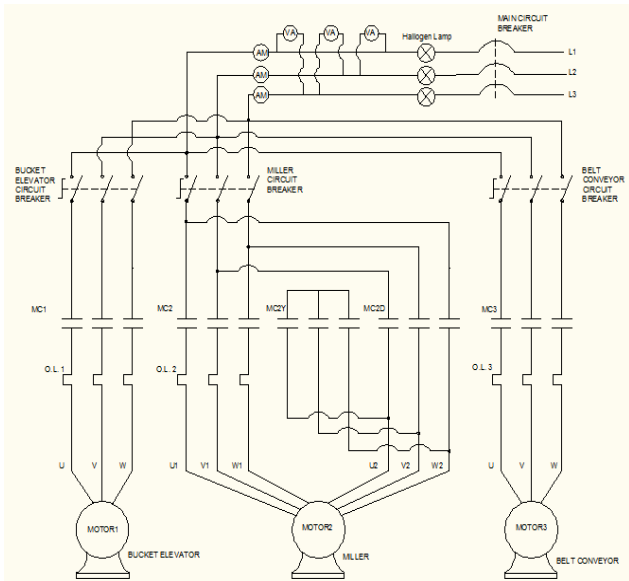 MAIN CIRCUIT
BREAKER
VA VA VA
Hallogen Lamp
AM
L1
AM
L2
AM
L3
BUCKET
ELEVATOR
CIRCUIT
BREAKER
MILLER
CIRCUIT
BREAKER
BELT
CONVEYOR
CIRCUIT
BREAKER
MC1 MC2 MC2Y MC2D MC3
O.L. 1 O.L. 2 O.L. 3
U V W U1 V1 W1 U2 V2 W2 U V W
MOTOR1 MOTOR2 MOTOR3
BUCKET ELEVATOR MILLER BELT CONVEYOR